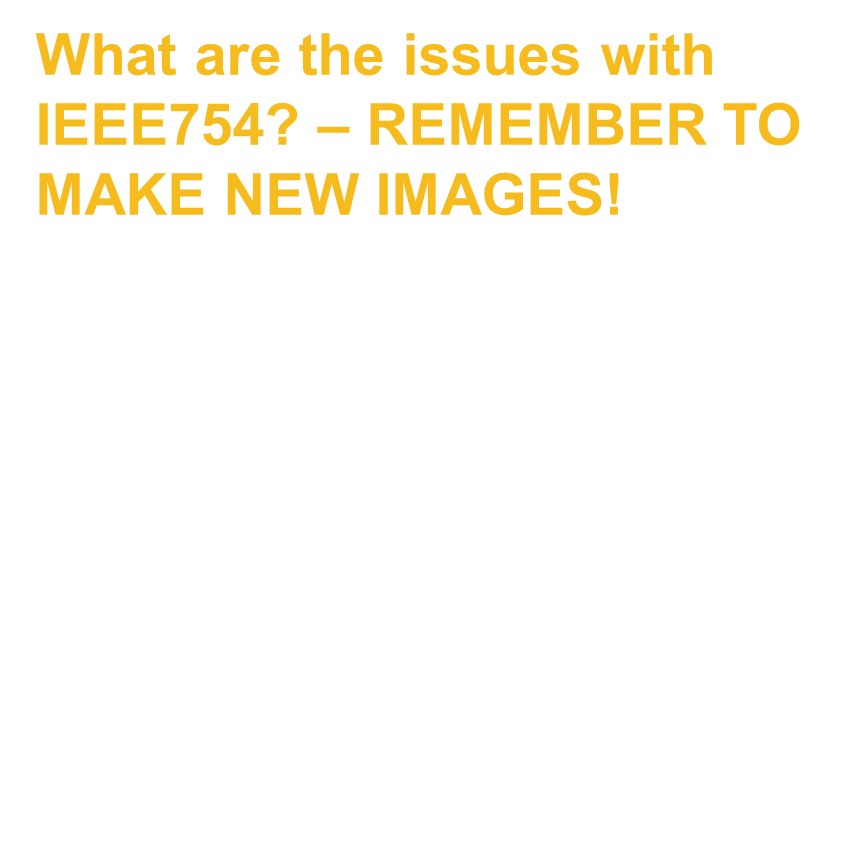 What are the issues with
IEEE754? – REMEMBER TO
MAKE NEW IMAGES!